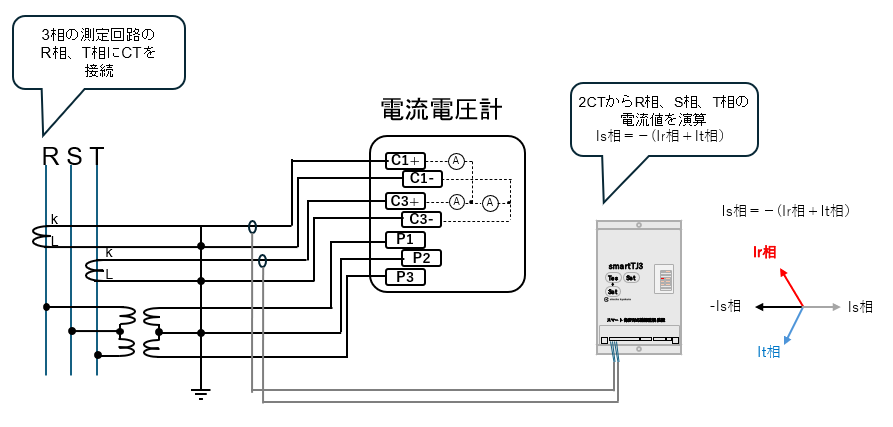 3相の測定回路の
R相、T相にCTを
接続
電流電圧計
2CTからR相、S相、T相の
電流値を演算
Is相＝－(Ir相＋It相)
R S T
C1+
A
C1-
C3+
A
A
C3-
P1
P2
P3
k
L
k
L
smartTJ3
3at
Is相＝－(Ir相＋It相)
Ir相
-Is相
Is相
It相